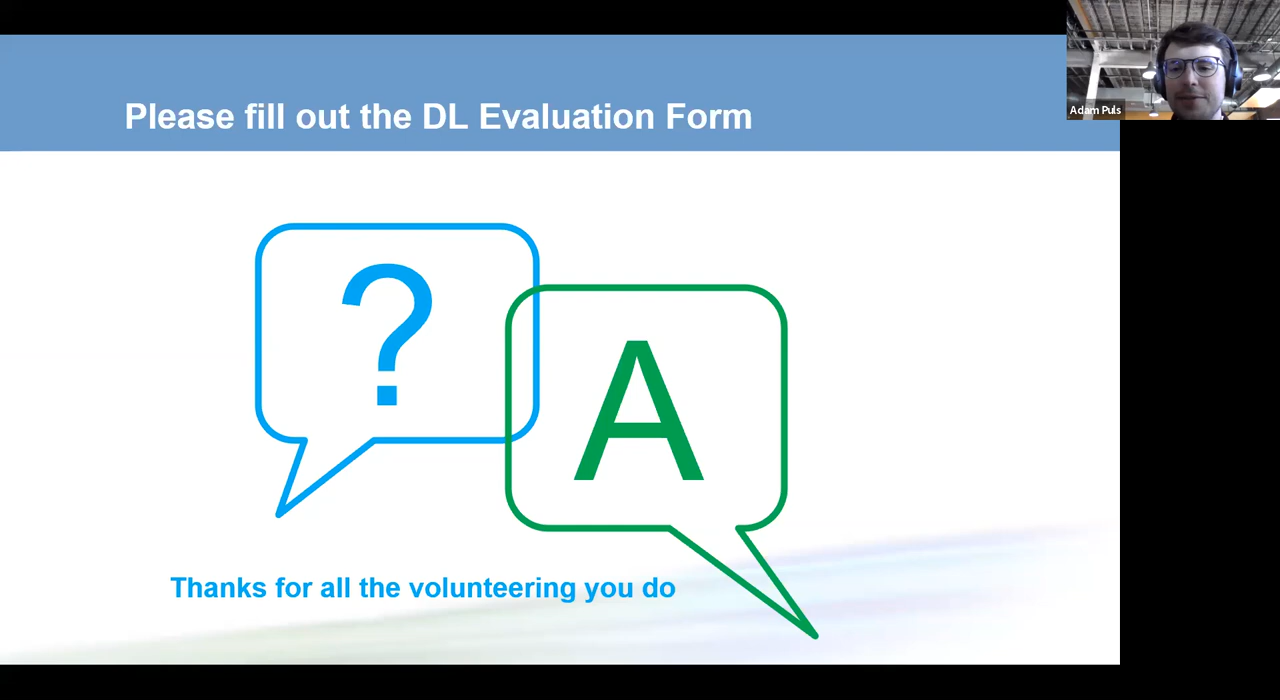 Please fill out the DL Evaluation Form
Adam Puls
?
A
Thanks for all the volunteering you do